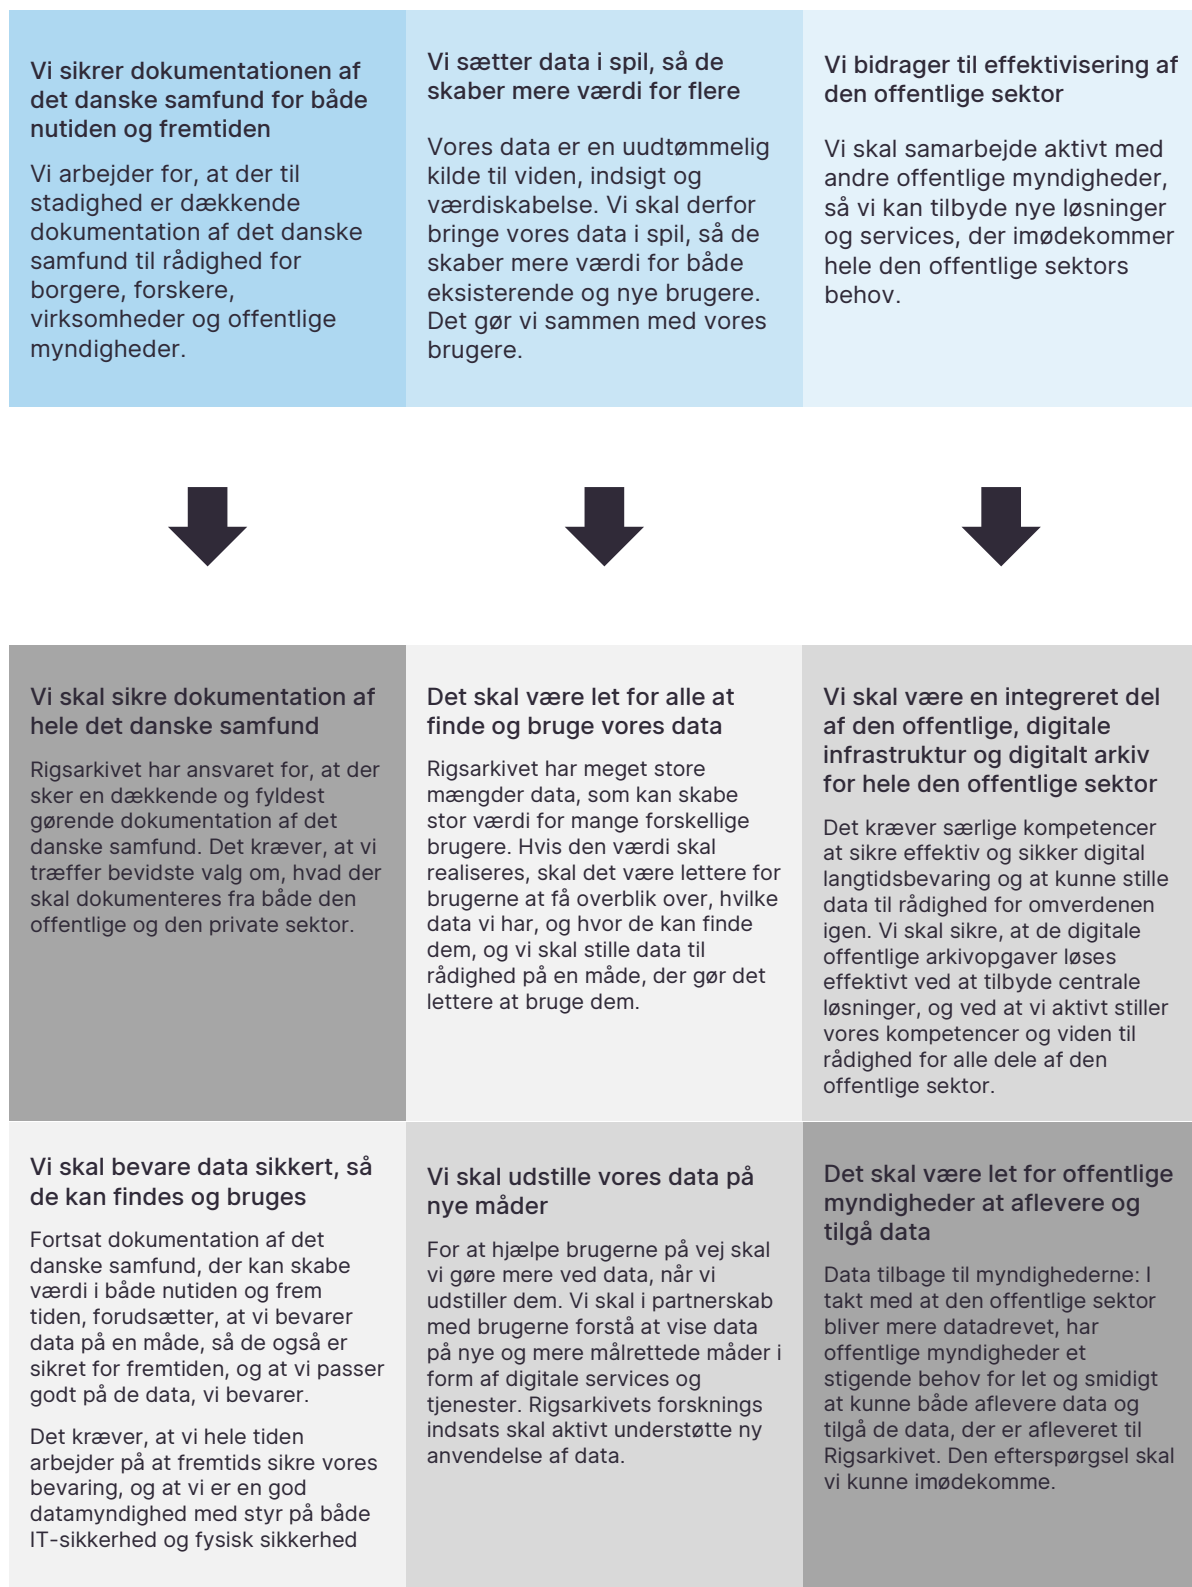 Vi sikrer dokumentationen af
det danske samfund for både
nutiden og fremtiden
Vi arbejder for, at der til
stadighed er dækkende
dokumentation af det danske
samfund til rådighed for
borgere, forskere,
virksomheder og offentlige
myndigheder.
Vi sætter data i spil, så de
skaber mere værdi for flere
Vores data er en uudtømmelig
kilde til viden, indsigt og
værdiskabelse. Vi skal derfor
bringe vores data i spil, så de
skaber mere værdi for både
eksisterende og nye brugere.
Det gør vi sammen med vores
brugere.
Vi bidrager til effektivisering af
den offentlige sektor
Vi skal samarbejde aktivt med
andre offentlige myndigheder,
så vi kan tilbyde nye løsninger
og services, der imødekommer
hele den offentlige sektors
behov.
Vi skal sikre dokumentation af
hele det danske samfund
Rigsarkivet har ansvaret for, at der
sker en dækkende og fyldest
gørende dokumentation af det
danske samfund. Det kræver, at vi
træffer bevidste valg om, hvad der
skal dokumenteres fra både den
offentlige og den private sektor.
Det skal være let for alle at
finde og bruge vores data
Rigsarkivet har meget store
mængder data, som kan skabe
stor værdi for mange forskellige
brugere. Hvis den værdi skal
realiseres, skal det være lettere for
brugerne at få overblik over, hvilke
data vi har, og hvor de kan finde
dem, og vi skal stille data til
rådighed på en måde, der gør det
lettere at bruge dem.
Vi skal være en integreret del
af den offentlige, digitale
infrastruktur og digitalt arkiv
for hele den offentlige sektor
Det kræver særlige kompetencer
at sikre effektiv og sikker digital
langtidsbevaring og at kunne stille
data til rådighed for omverdenen
igen. Vi skal sikre, at de digitale
offentlige arkivopgaver løses
effektivt ved at tilbyde centrale
løsninger, og ved at vi aktivt stiller
vores kompetencer og viden til
rådighed for alle dele af den
offentlige sektor.
Vi skal bevare data sikkert, så
de kan findes og bruges
Fortsat dokumentation af det
danske samfund, der kan skabe
værdi i både nutiden og frem
tiden, forudsætter, at vi bevarer
data på en måde, så de også er
sikret for fremtiden, og at vi passer
godt på de data, vi bevarer.
Det kræver, at vi hele tiden
arbejder på at fremtids sikre vores
bevaring, og at vi er en god
datamyndighed med styr på både
IT-sikkerhed og fysisk sikkerhed
Vi skal udstille vores data på
nye måder
For at hjælpe brugerne på vej skal
vi gøre mere ved data, når vi
udstiller dem. Vi skal i partnerskab
med brugerne forstå at vise data
på nye og mere målrettede måder i
form af digitale services og
tjenester. Rigsarkivets forsknings
indsats skal aktivt understøtte ny
anvendelse af data.
Det skal være let for offentlige
myndigheder at aflevere og
tilgå data
Data tilbage til myndighederne: I
takt med at den offentlige sektor
bliver mere datadrevet, har
offentlige myndigheder et
stigende behov for let og smidigt
at kunne både aflevere data og
tilgå de data, der er afleveret til
Rigsarkivet. Den efterspørgsel skal
vi kunne imødekomme.